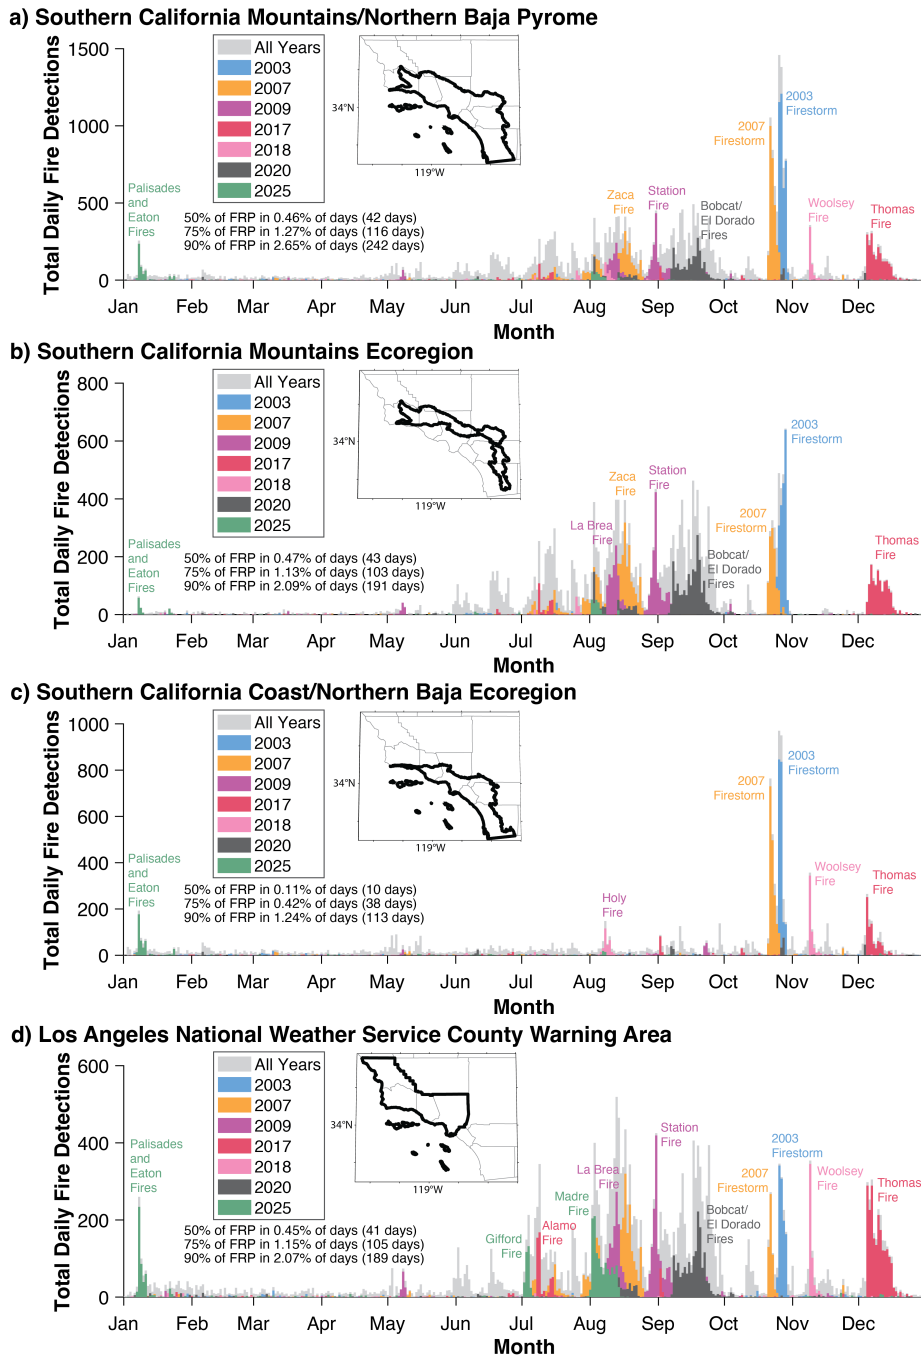 a) Southern California Mountains/Northern Baja Pyrome
Total Daily Fire Detections
1500
1000
500
0
All Years
2003
2007
2009
2017
2018
2020
2025
34°N
119°W
50% of FRP in 0.46% of days (42 days)
75% of FRP in 1.27% of days (116 days)
90% of FRP in 2.65% of days (242 days)
Palisades
and
Eaton
Fires
Zaca
Fire
Station
Fire
Bobcat/
El Dorado
Fires
2007
Firestorm
2003
Firestorm
Woolsey
Fire
Thomas
Fire
Jan Feb Mar Apr May Jun Jul Aug Sep Oct Nov Dec
Month
b) Southern California Mountains Ecoregion
Total Daily Fire Detections
800
600
400
200
0
All Years
2003
2007
2009
2017
2018
2020
2025
34°N
119°W
50% of FRP in 0.47% of days (43 days)
75% of FRP in 1.13% of days (103 days)
90% of FRP in 2.09% of days (191 days)
Palisades
and
Eaton
Fires
La Brea
Fire
Zaca
Fire
Station
Fire
Bobcat/
El Dorado
Fires
2007
Firestorm
2003
Firestorm
Thomas
Fire
Jan Feb Mar Apr May Jun Jul Aug Sep Oct Nov Dec
Month
c) Southern California Coast/Northern Baja Ecoregion
Total Daily Fire Detections
1000
800
600
400
200
0
All Years
2003
2007
2009
2017
2018
2020
2025
34°N
119°W
50% of FRP in 0.11% of days (10 days)
75% of FRP in 0.42% of days (38 days)
90% of FRP in 1.24% of days (113 days)
Palisades
and
Eaton
Fires
Holy
Fire
2007
Firestorm
2003
Firestorm
Woolsey
Fire
Thomas
Fire
Jan Feb Mar Apr May Jun Jul Aug Sep Oct Nov Dec
Month
d) Los Angeles National Weather Service County Warning Area
Total Daily Fire Detections
600
400
200
0
All Years
2003
2007
2009
2017
2018
2020
2025
34°N
119°W
50% of FRP in 0.45% of days (41 days)
75% of FRP in 1.15% of days (105 days)
90% of FRP in 2.07% of days (189 days)
Palisades
and
Eaton
Fires
Gifford
Fire
Alamo
Fire
Madre
Fire
La Brea
Fire
Station
Fire
Bobcat/
El Dorado
Fires
2007
Firestorm
2003
Firestorm
Woolsey
Fire
Thomas
Fire
Jan Feb Mar Apr May Jun Jul Aug Sep Oct Nov Dec
Month